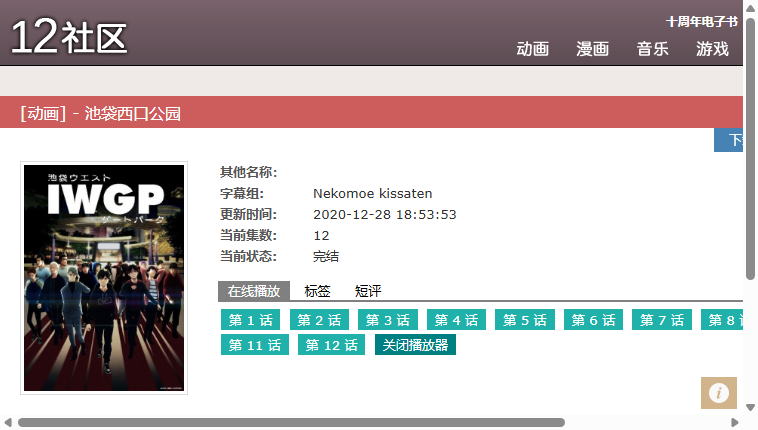 12社区
十周年电子书
动画 漫画 音乐 游戏
[动画] - 池袋西口公园
池袋ウエスト
IWGP
ゲートパーク
其他名称:
字幕组: Nekomoe kissaten
更新时间: 2020-12-28 18:53:53
当前集数: 12
当前状态: 完结
在线播放 标签 短评
第 1 话 第 2 话 第 3 话 第 4 话 第 5 话 第 6 话 第 7 话 第 8
第 11 话 第 12 话 关闭播放器